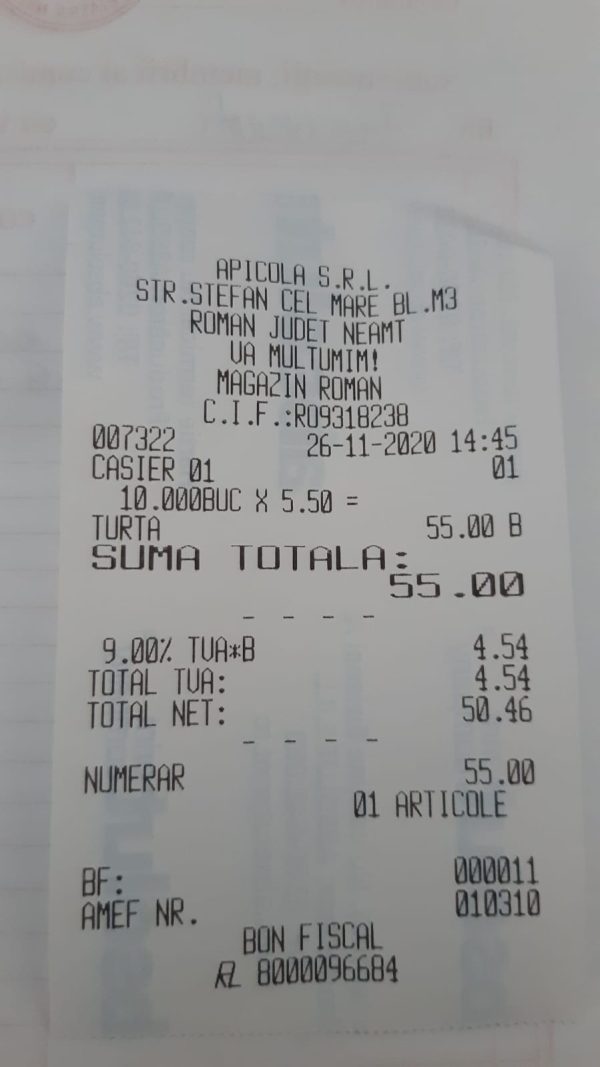 APICOLA S.R.L.
STR.STEFAN CEL MARE BL.M3
ROMAN JUDET NEAMT
VA MULTUMIM!
MAGAZIN ROMAN
C.I.F.:RO9318238
007322 26-11-2020 14:45
CASIER 01 01
10.000BUC X 5.50 =
TURTA 55.00 B
SUMA TOTALA:
55.00
- - - -
9.00% TVA*B 4.54
TOTAL TVA: 4.54
TOTAL NET: 50.46
- - - -
NUMERAR 55.00
01 ARTICOLE
BF: 000011
AMEF NR. 010310
BON FISCAL
8000096684